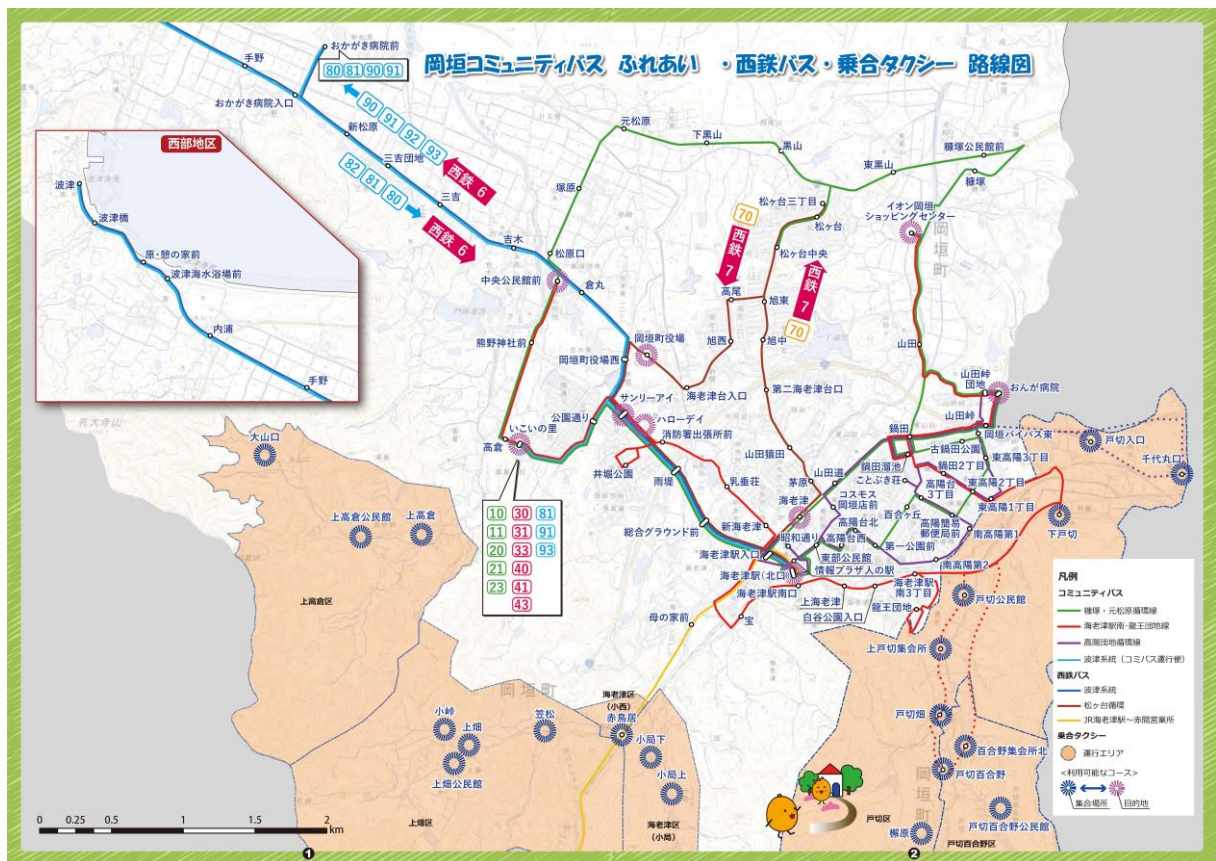 岡垣コミュニティバス ふれあい ・西鉄バス・乗合タクシー 路線図
おかがき病院前
80 81 90 91
手野
おかがき病院入口
90 91 92 93
西鉄 6
新松原
三吉団地
82 81 80
西鉄 6
三吉
吉木
西部地区
波津
波津橋
原・憩の家前
波津海水浴場前
内浦
手野
元松原
下黒山
黒山
東黒山
糠塚公民館前
糠塚
塚原
松原口
中央公民館前
倉丸
熊野神社前
岡垣町役場
岡垣町役場西
松ヶ台三丁目
松ヶ台
松ヶ台中央
70
西鉄 7
西鉄 7
70
高尾
旭東
旭西
旭中
海老津台入口
第二海老津台口
イオン岡垣
ショッピングセンター
岡垣町
山田
山田峠
団地
おんが病院
山田峠
岡垣バイパス東
サンリーアイ
ハローデイ
公園通り
いこいの里
高倉
消防署出張所前
井堀公園
雨堤
乳垂荘
総合グラウンド前
新海老津
山田猿田
茅原
山田道
海老津
コスモス
岡垣店前
鍋田
古鍋田公園
鍋田溜池
ことぶき荘
鍋田2丁目
東高陽3丁目
東高陽2丁目
東高陽1丁目
高陽台
3丁目
百合ヶ丘
高陽簡易
郵便局前
南高陽第1
南高陽第2
高陽台北
高陽台西
第一公園前
昭和通り
東部公民館
情報プラザ人の駅
海老津駅入口
海老津駅(北口)
海老津駅南口
海老津駅
南3丁目
上海老津
白谷公園入口
龍王団地
宝
母の家前
戸切入口
千代丸口
下戸切
戸切公民館
上戸切集会所
戸切畑
百合野集会所北
戸切百合野
戸切百合野公民館
榭原
戸切区
戸切百合野区
岡垣町
10 30 81
11 31 91
20 33 93
21 40
23 41
43
大山口
上高倉公民館
上高倉
上高倉区
岡垣町
小峠
上畑
上畑公民館
笠松
上畑区
海老津区
(小西)
赤鳥居
小局下
小局上
海老津区
(小局)
凡例
コミュニティバス
糠塚・元松原循環線
海老津駅南・龍王団地線
高陽団地循環線
波津系統（コミバス運行便）
西鉄バス
波津系統
松ヶ台循環
JR海老津駅～赤間営業所
乗合タクシー
運行エリア
<利用可能なコース>
集合場所
目的地
0 0.25 0.5 1 1.5 2
km
1
2